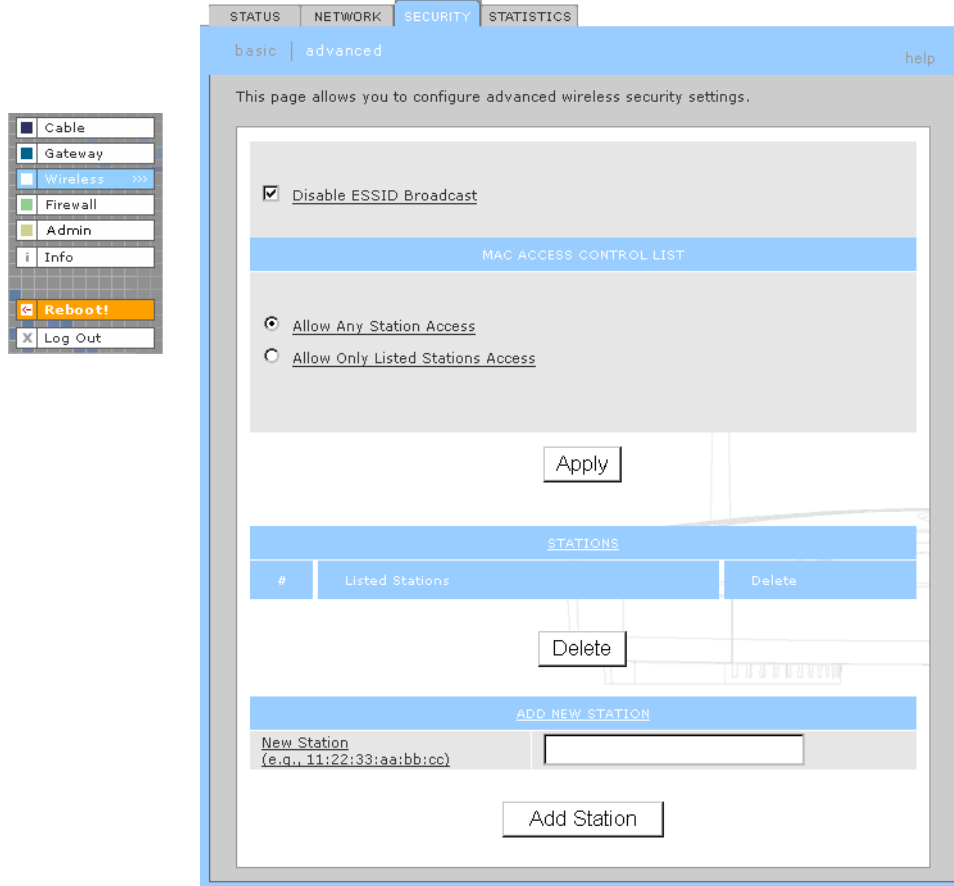 STATUS
NETWORK
SECURITY
STATISTICS
basic | advanced
help
This page allows you to configure advanced wireless security settings.
Cable
Gateway
Wireless >>>
Firewall
Admin
i Info
Reboot!
X Log Out
Disable ESSID Broadcast
MAC ACCESS CONTROL LIST
Allow Any Station Access
Allow Only Listed Stations Access
Apply
STATIONS
# Listed Stations Delete
Delete
ADD NEW STATION
New Station
(e.g., 11:22:33:aa:bb:cc)
Add Station